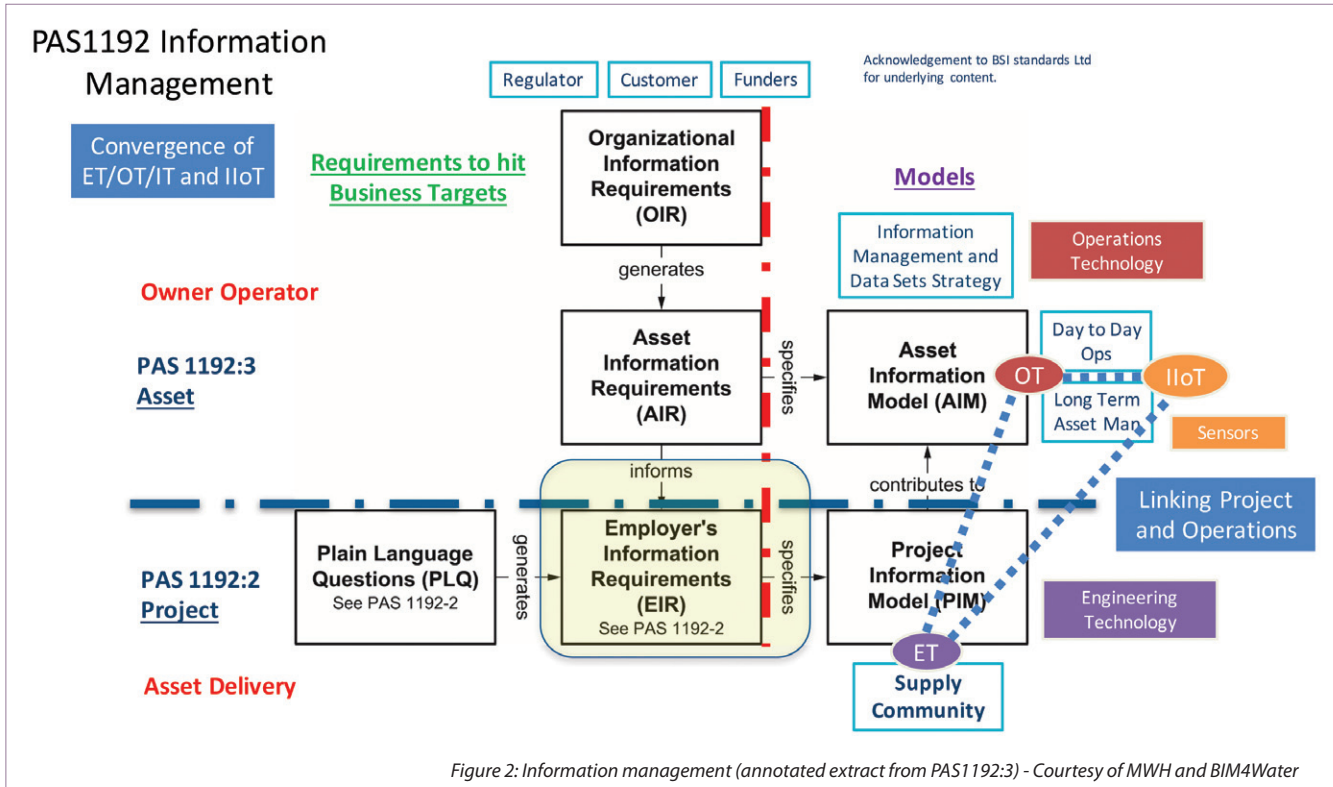 PAS1192 Information
Management
Acknowledgement to BSI standards Ltd
for underlying content.
Regulator
Customer
Funders
Convergence of
ET/OT/IT and IIoT
Requirements to hit
Business Targets
Organizational
Information
Requirements
(OIR)
Models
Information
Management and
Data Sets Strategy
Operations
Technology
generates
Owner Operator
PAS 1192:3
Asset
Asset
Information
Requirements
(AIR)
specifies
Asset
Information
Model (AIM)
OT
Day to Day
Ops
Long Term
Asset Man
IIoT
Sensors
informs
contributes to
Linking Project
and Operations
PAS 1192:2
Project
Plain Language
Questions (PLQ)
See PAS 1192-2
generates
Employer's
Information
Requirements
(EIR)
See PAS 1192-2
specifies
Project
Information
Model (PIM)
Engineering
Technology
ET
Supply
Community
Asset Delivery
Figure 2: Information management (annotated extract from PAS1192:3) - Courtesy of MWH and BIM4Water